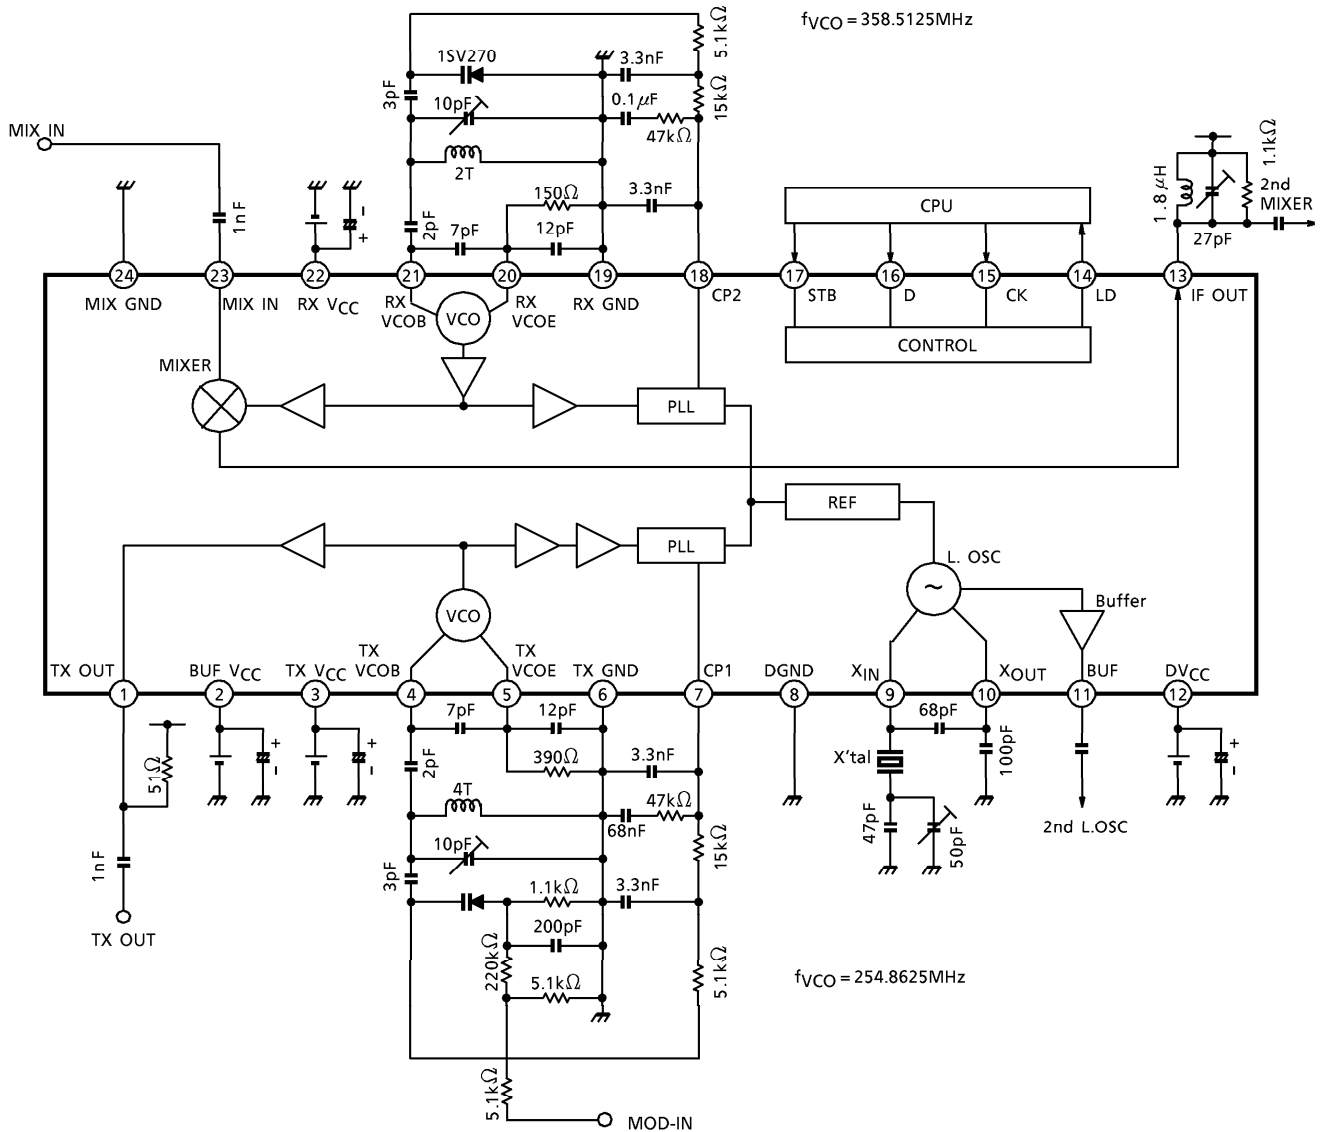 fVCO = 358.5125MHz
5.1kΩ
1SV270
3.3nF
3pF
10pF
0.1μF
15kΩ
47kΩ
MIX IN
2T
1nF
-
+
2pF
150Ω
3.3nF
7pF
12pF
CPU
1.8μH
1.1kΩ
2nd
MIXER
27pF
24
23
22
21
20
19
18
17
16
15
14
13
MIX GND
MIX IN
RX VCC
RX
VCOB
VCO
RX
VCOE
RX GND
CP2
STB
D
CK
LD
IF OUT
CONTROL
MIXER
PLL
REF
PLL
L. OSC
~
Buffer
VCO
TX OUT
BUF VCC
TX VCC
TX
VCOB
TX
VCOE
TX GND
CP1
DGND
XIN
XOUT
BUF
DVCC
1
2
3
4
5
6
7
8
9
10
11
12
51Ω
+
-
+
-
7pF
12pF
2pF
390Ω
3.3nF
68pF
X'tal
100pF
+
-
4T
47kΩ
68nF
47pF
50pF
2nd L.OSC
1nF
10pF
15kΩ
3pF
1.1kΩ
3.3nF
TX OUT
200pF
220kΩ
5.1kΩ
5.1kΩ
fVCO = 254.8625MHz
5.1kΩ
MOD-IN